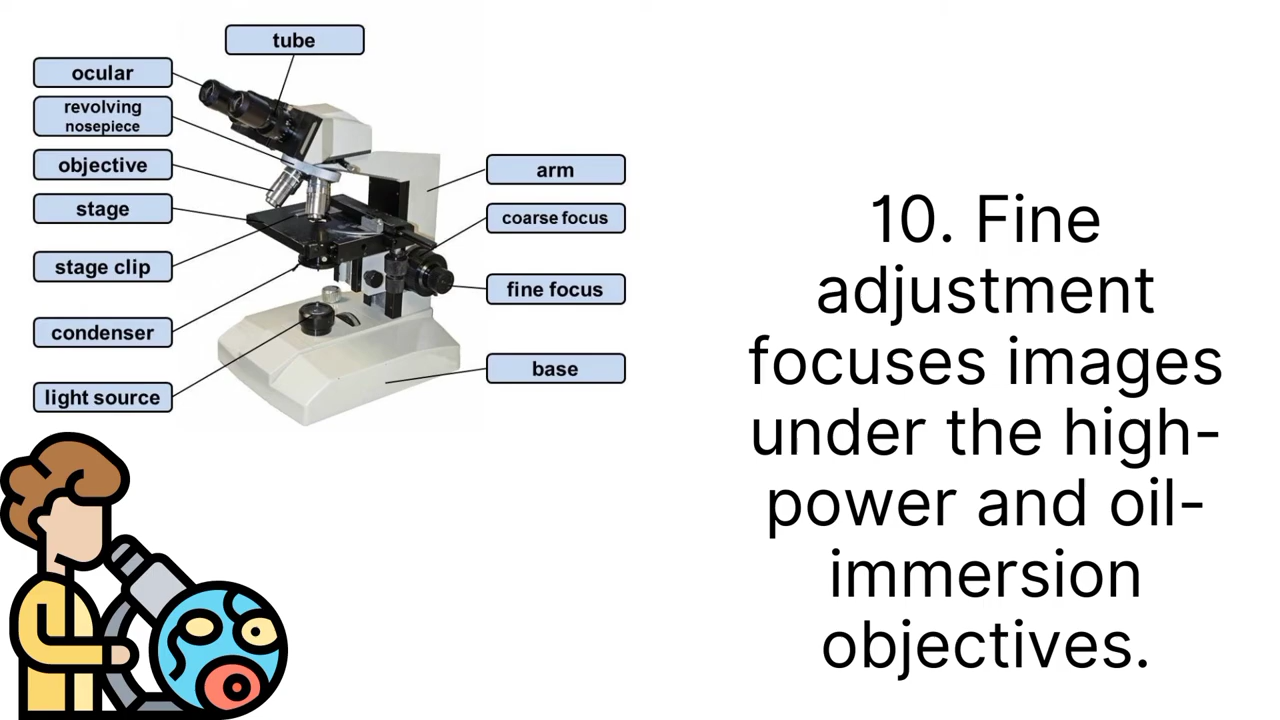 tube
ocular
revolving
nosepiece
objective
stage
stage clip
condenser
light source
arm
coarse focus
fine focus
base
10. Fine
adjustment
focuses images
under the high-
power and oil-
immersion
objectives.